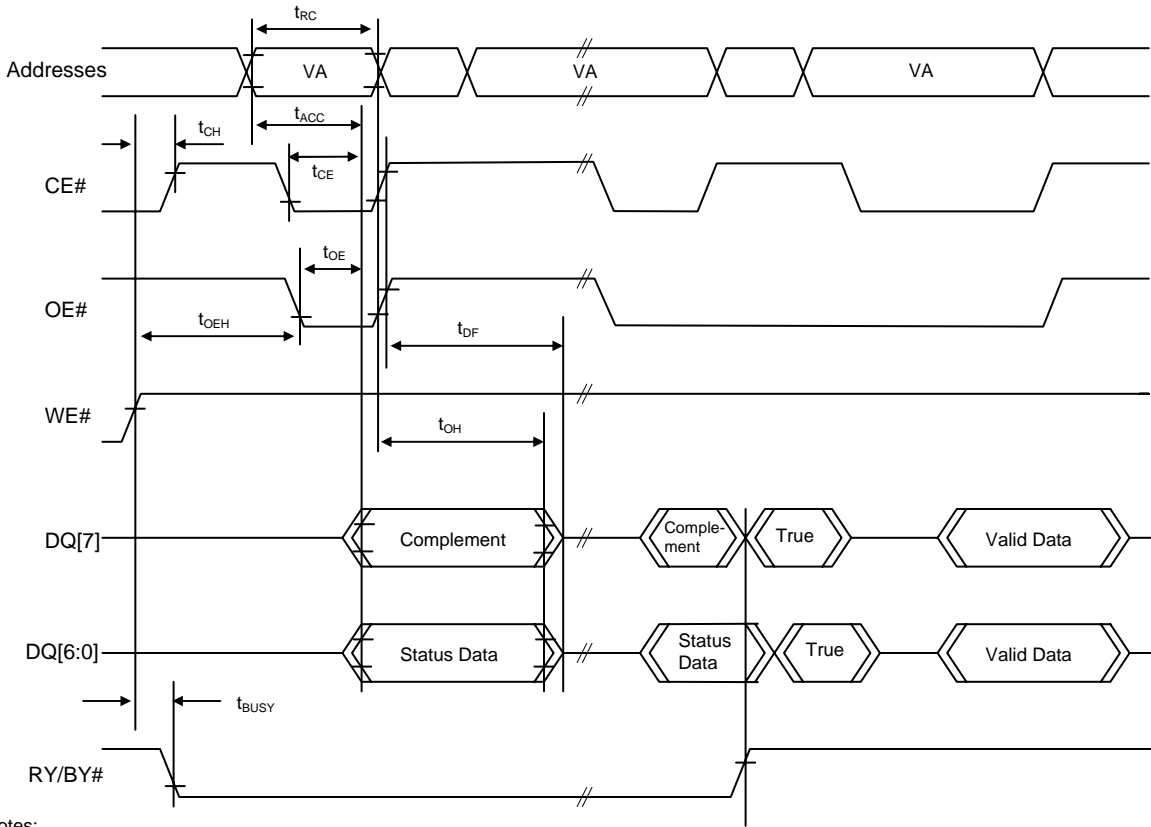 tRC
Addresses
VA
VA
VA
tACC
tCH
CE#
tCE
OE#
tOE
tOEH
tDF
WE#
tOH
DQ[7]
Complement
Comple-
ment
True
Valid Data
DQ[6:0]
Status Data
Status
Data
True
Valid Data
tBUSY
RY/BY#